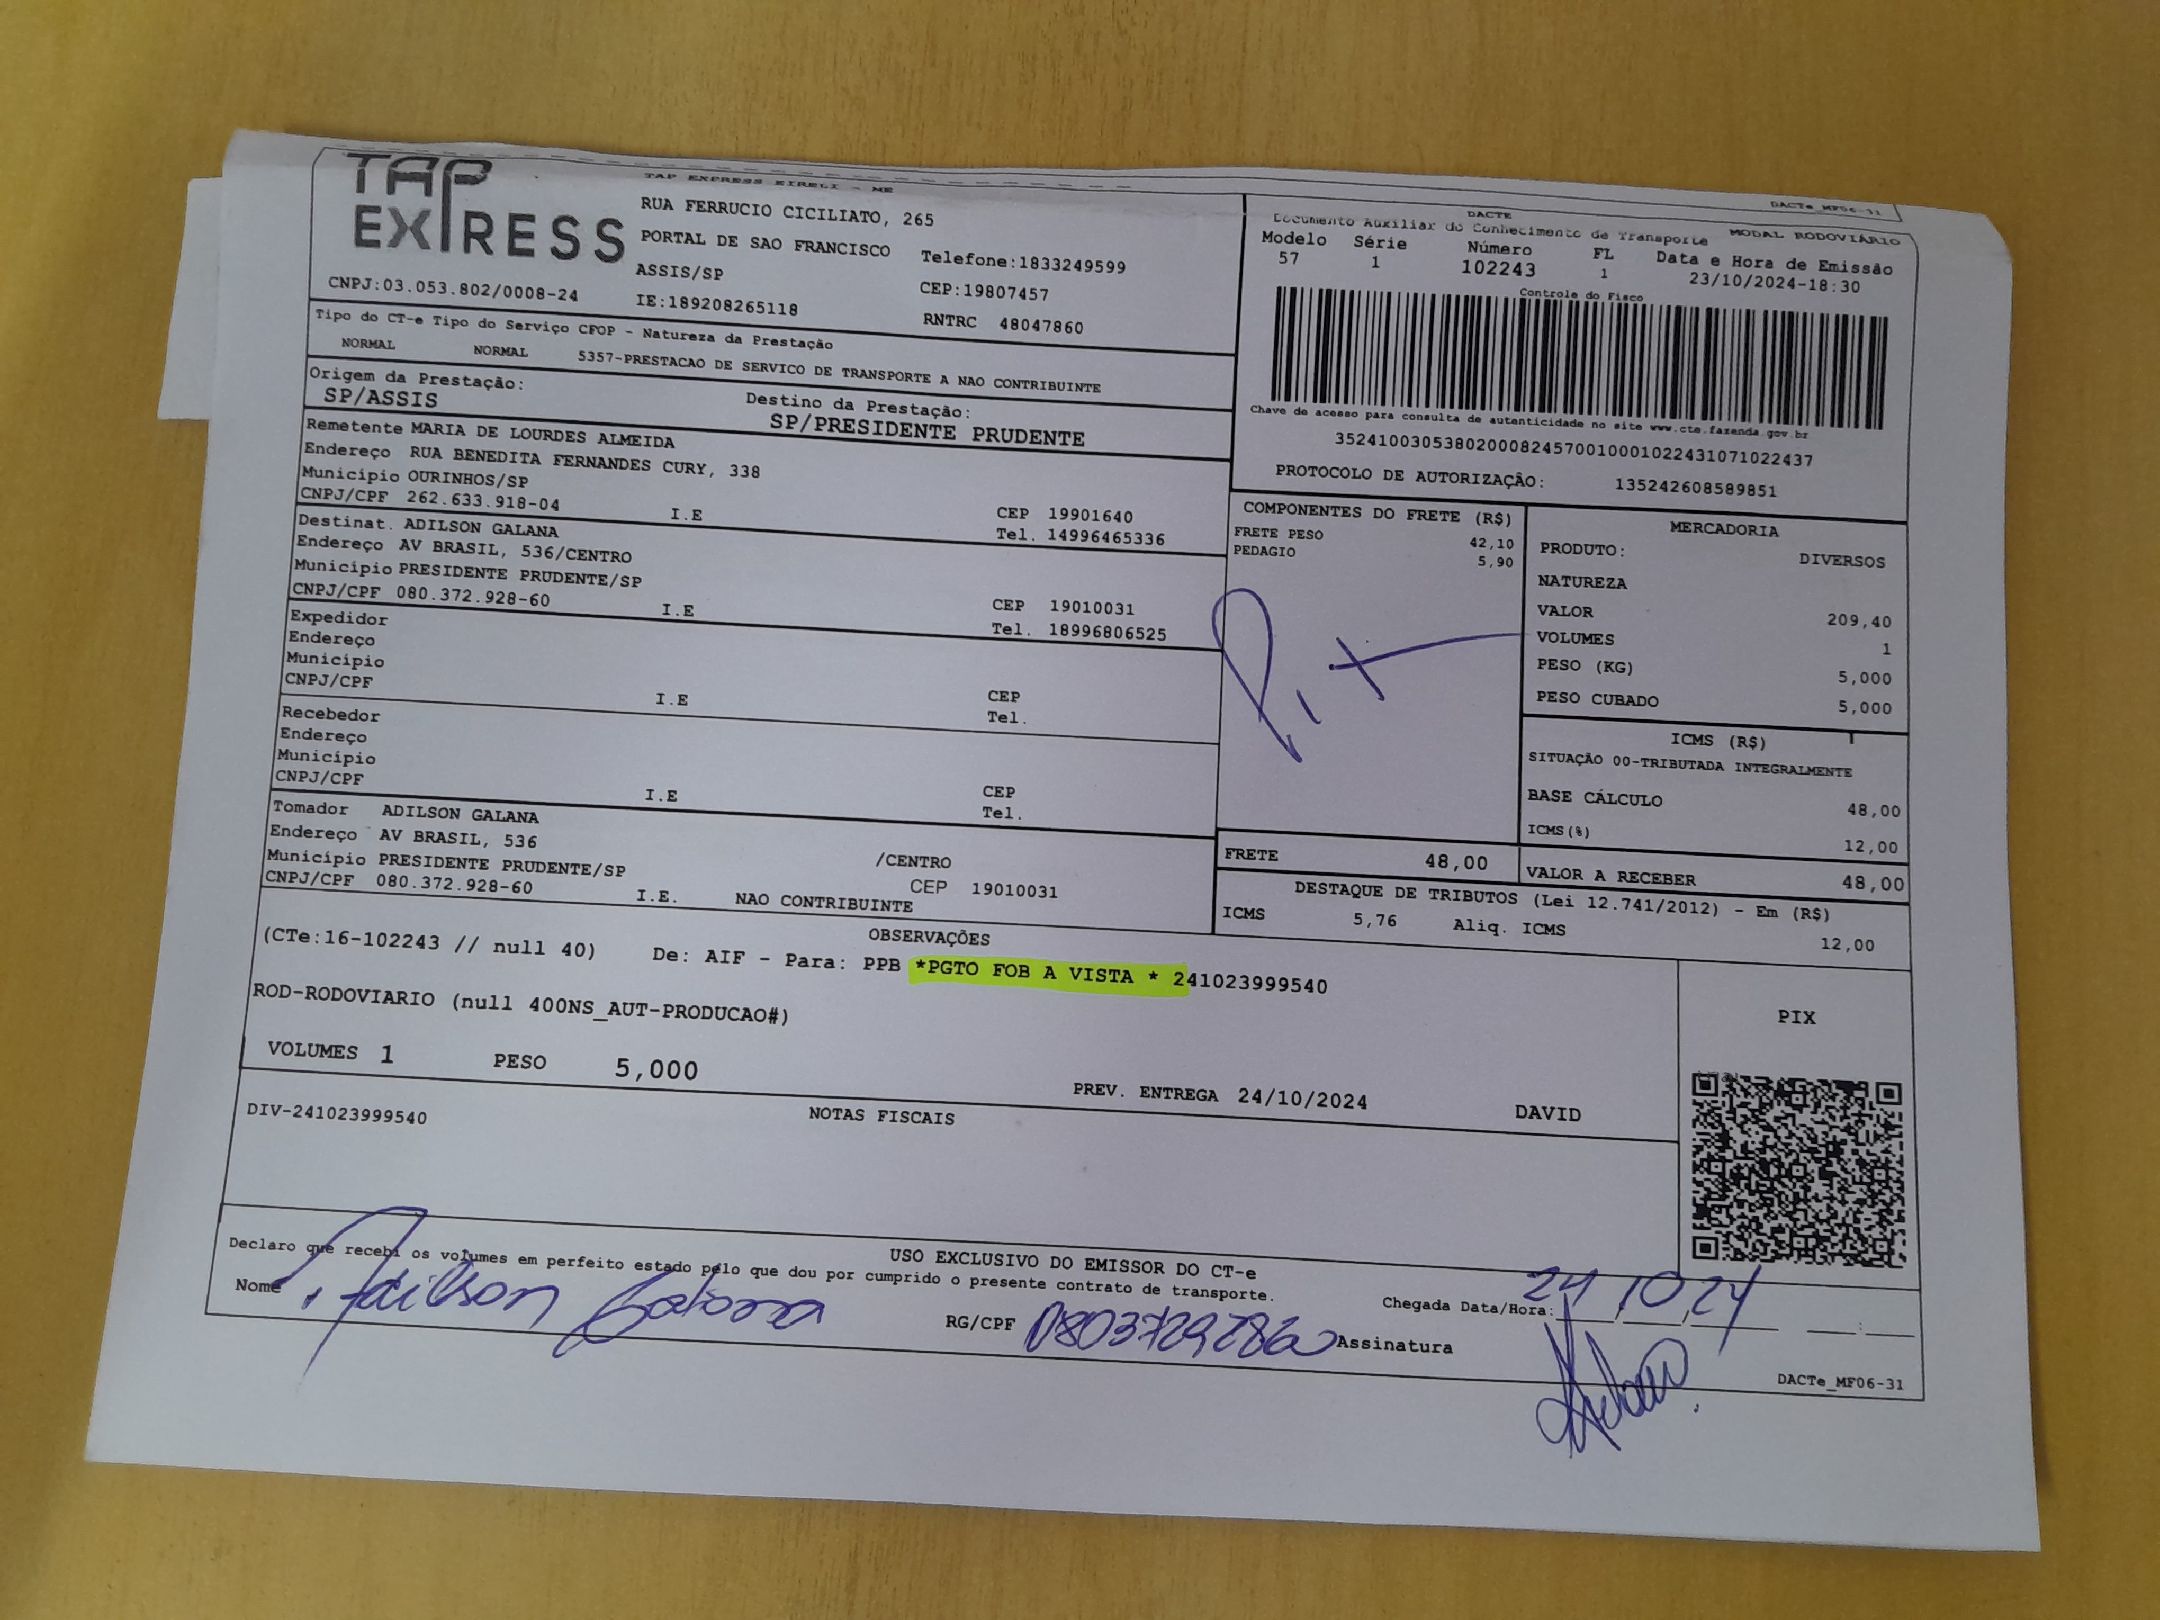 TAP EXPRESS
TAP EXPRESS EIRELI - ME
RUA FERRUCIO CICILIATO, 265
PORTAL DE SAO FRANCISCO
Telefone:1833249599
ASSIS/SP
CEP:19807457
CNPJ:03.053.802/0008-24
IE:189208265118
RNTRC 48047860
DACTe_MF06-31
DACTE
MODAL RODOVIÁRIO
Documento Auxiliar do Conhecimento de Transporte
Modelo Série Número FL Data e Hora de Emissão
57 1 102243 1 23/10/2024-18:30
Controle do Fisco
Chave de acesso para consulta de autenticidade no site www.cte.fazenda.gov.br
35241003053802000824570010001022431071022437
PROTOCOLO DE AUTORIZAÇÃO: 135242608589851
Tipo do CT-e Tipo do Serviço CFOP - Natureza da Prestação
NORMAL NORMAL 5357-PRESTACAO DE SERVICO DE TRANSPORTE A NAO CONTRIBUINTE
Origem da Prestação: Destino da Prestação:
SP/ASSIS SP/PRESIDENTE PRUDENTE
Remetente MARIA DE LOURDES ALMEIDA
Endereço RUA BENEDITA FERNANDES CURY, 338
Município OURINHOS/SP CEP 19901640
CNPJ/CPF 262.633.918-04 I.E Tel. 14996465336
Destinat. ADILSON GALANA
Endereço AV BRASIL, 536/CENTRO
Município PRESIDENTE PRUDENTE/SP CEP 19010031
CNPJ/CPF 080.372.928-60 I.E Tel. 18996806525
Expedidor
Endereço
Município CEP
CNPJ/CPF I.E Tel.
Recebedor
Endereço
Município CEP
CNPJ/CPF I.E Tel.
Tomador ADILSON GALANA
Endereço AV BRASIL, 536 /CENTRO
Município PRESIDENTE PRUDENTE/SP CEP 19010031
CNPJ/CPF 080.372.928-60 I.E. NAO CONTRIBUINTE
COMPONENTES DO FRETE (R$)
FRETE PESO 42,10
PEDAGIO 5,90
Pix
MERCADORIA
PRODUTO: DIVERSOS
NATUREZA
VALOR 209,40
VOLUMES 1
PESO (KG) 5,000
PESO CUBADO 5,000
ICMS (R$)
SITUAÇÃO 00-TRIBUTADA INTEGRALMENTE
BASE CÁLCULO 48,00
ICMS(%) 12,00
FRETE 48,00 VALOR A RECEBER 48,00
DESTAQUE DE TRIBUTOS (Lei 12.741/2012) - Em (R$)
ICMS 5,76 Aliq. ICMS 12,00
OBSERVAÇÕES
(CTe:16-102243 // null 40) De: AIF - Para: PPB *PGTO FOB A VISTA * 241023999540
ROD-RODOVIARIO (null 400NS_AUT-PRODUCAO#)
VOLUMES 1 PESO 5,000 PREV. ENTREGA 24/10/2024 DAVID
PIX
NOTAS FISCAIS
DIV-241023999540
USO EXCLUSIVO DO EMISSOR DO CT-e
Declaro que recebi os volumes em perfeito estado pelo que dou por cumprido o presente contrato de transporte.
Nome Adilson Galana RG/CPF 08037292860 Assinatura
Chegada Data/Hora: 24/10/24
DACTe_MF06-31